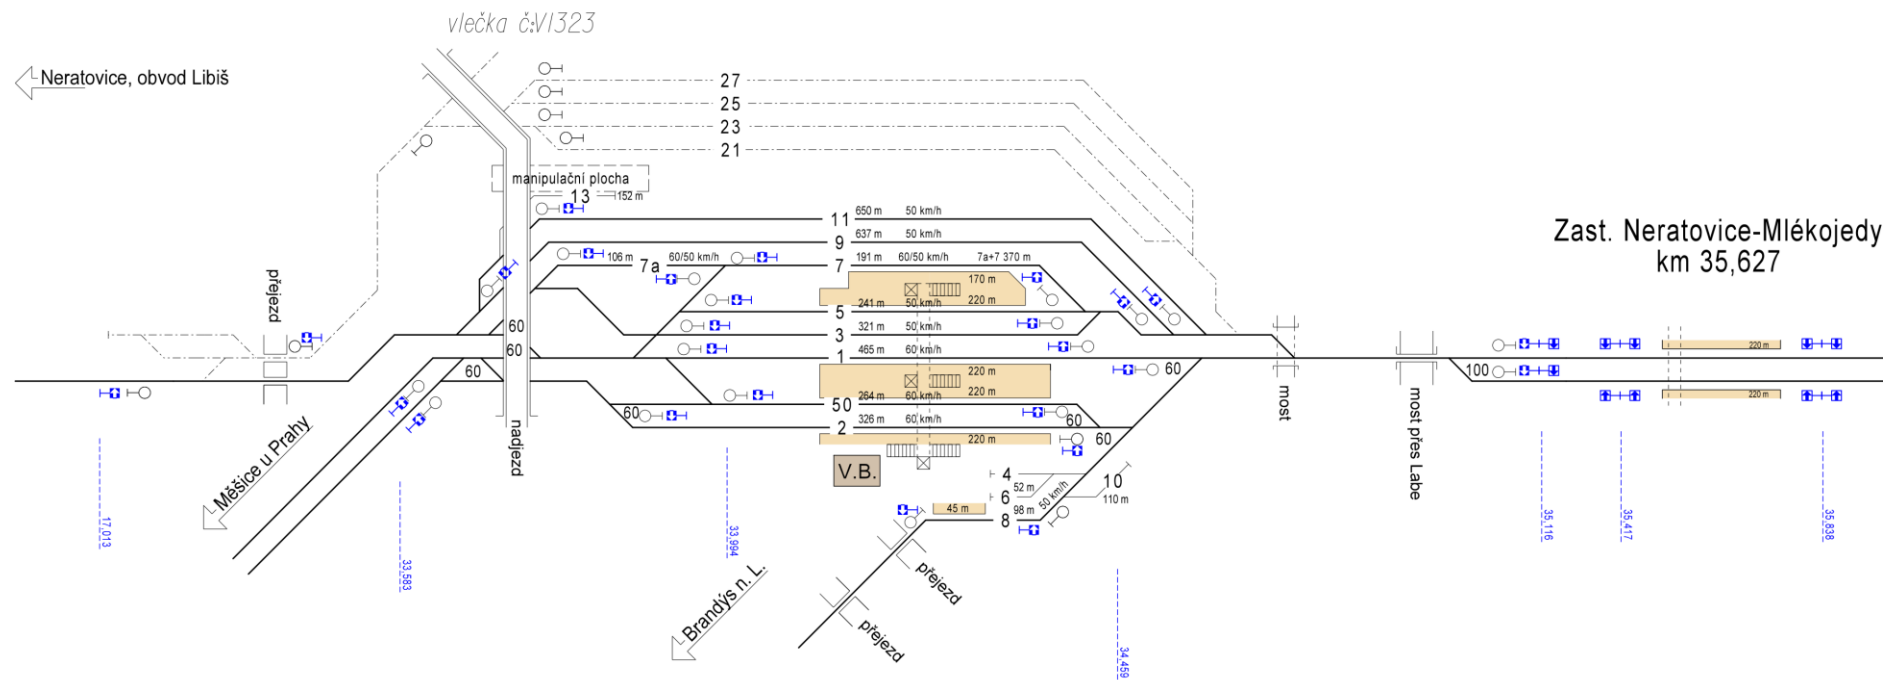 vlečka č.V1323
Neratovice, obvod Libiš
27
25
23
21
manipulační plocha
13 152 m
11 650 m 50 km/h
9 637 m 50 km/h
106 m 60/50 km/h
7a
7 191 m 60/50 km/h 7a+7 370 m
170 m
220 m
5 241 m 50 km/h
3 321 m 50 km/h
1 465 m 60 km/h
220 m
220 m
50 264 m 60 km/h
2 326 m 60 km/h
220 m
60
60
60
60
60
60
60
100
Zast. Neratovice-Mlékojedy
km 35,627
220 m
220 m
přejezd
nadjezd
most
most přes Labe
V.B.
4
52 m
6
98 m
8
50 km/h
10
110 m
45 m
Měšice u Prahy
Brandýs n. L.
přejezd
přejezd
17,013
33,583
33,994
34,459
35,116
35,417
35,838